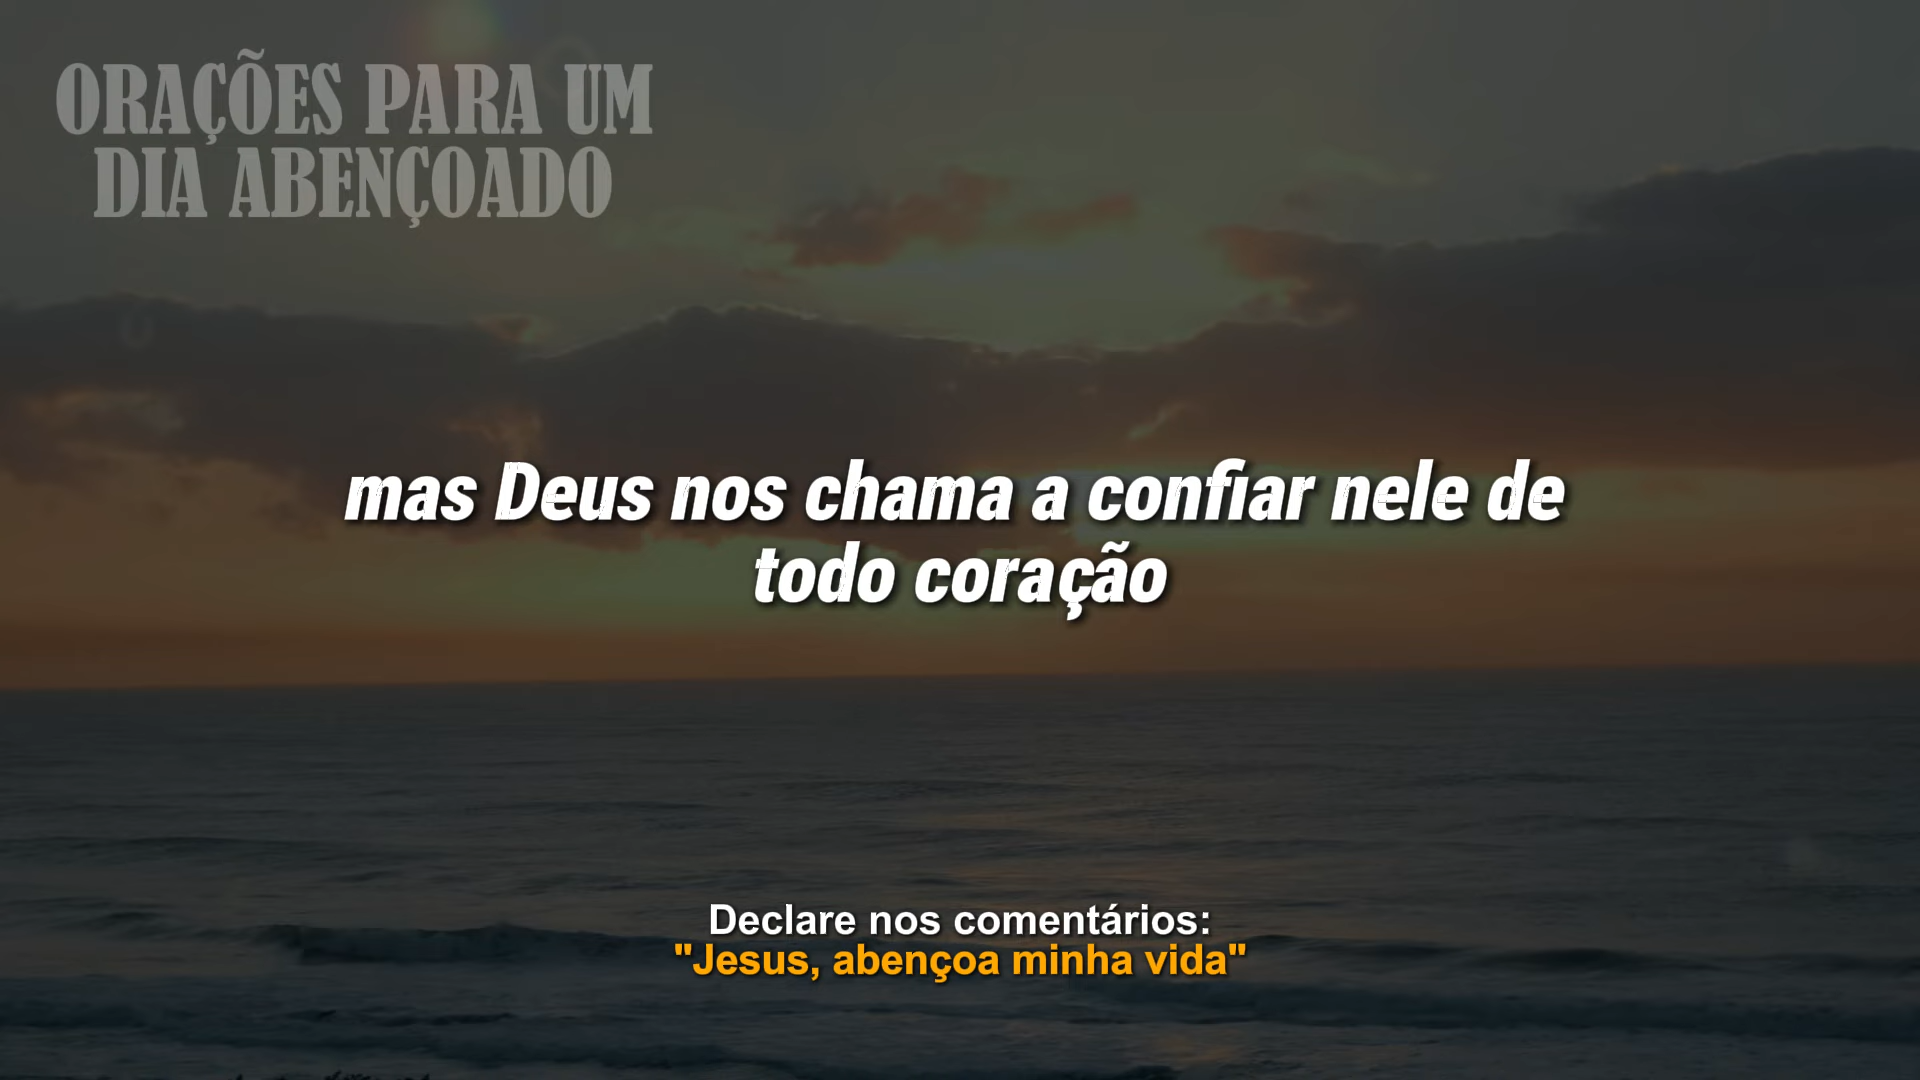 ORAÇÕES PARA UM
DIA ABENÇOADO
mas Deus nos chama a confiar nele de
todo coração
Declare nos comentários:
"Jesus, abençoa minha vida"